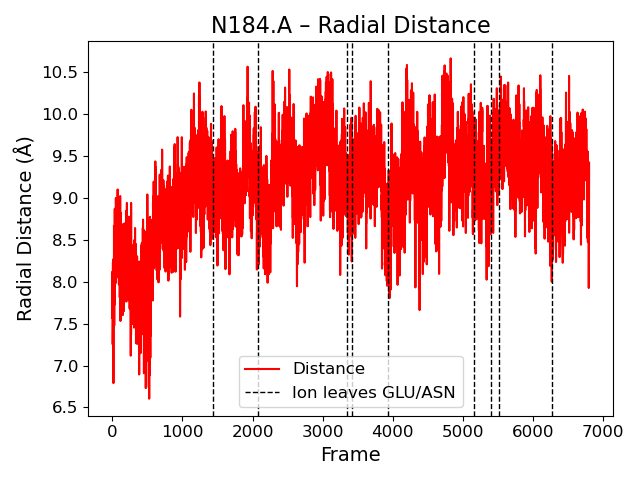 N184.A – Radial Distance
10.5
10.0
9.5
9.0
8.5
8.0
7.5
7.0
6.5
Radial Distance (Å)
Distance
Ion leaves GLU/ASN
0 1000 2000 3000 4000 5000 6000 7000
Frame